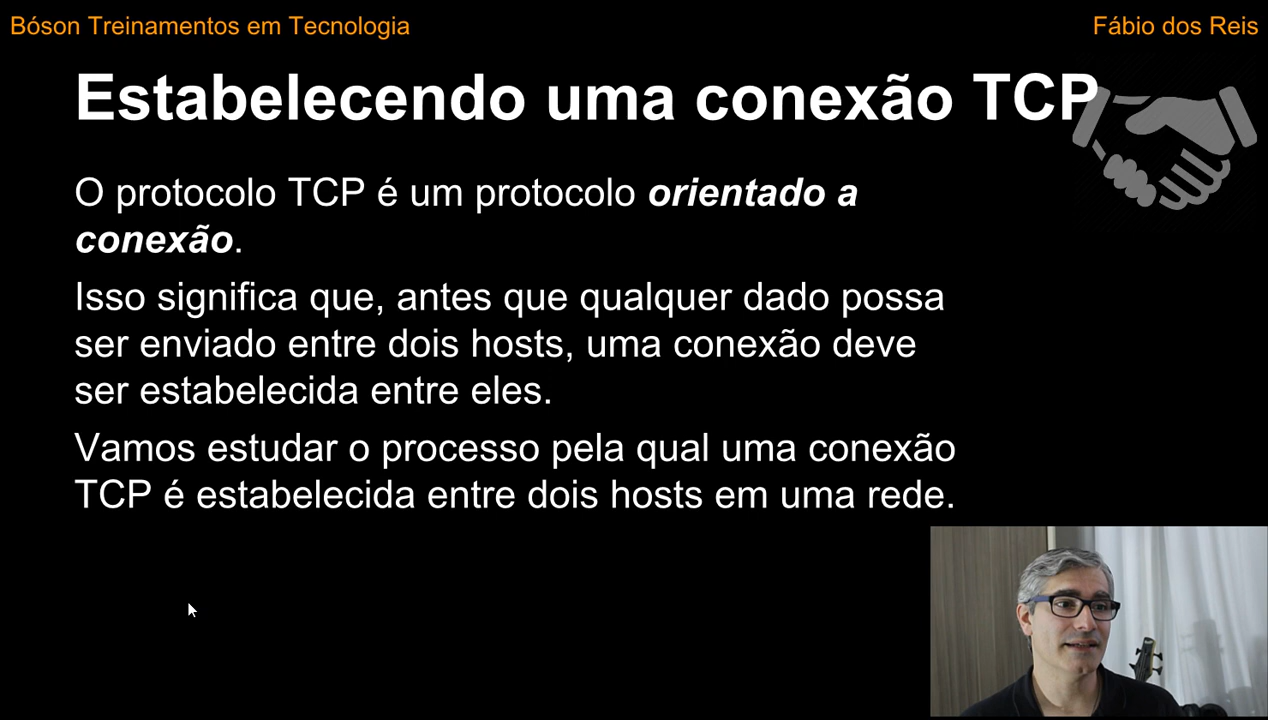 Bóson Treinamentos em Tecnologia
Fábio dos Reis
Estabelecendo uma conexão TCP
O protocolo TCP é um protocolo orientado a
conexão.
Isso significa que, antes que qualquer dado possa
ser enviado entre dois hosts, uma conexão deve
ser estabelecida entre eles.
Vamos estudar o processo pela qual uma conexão
TCP é estabelecida entre dois hosts em uma rede.